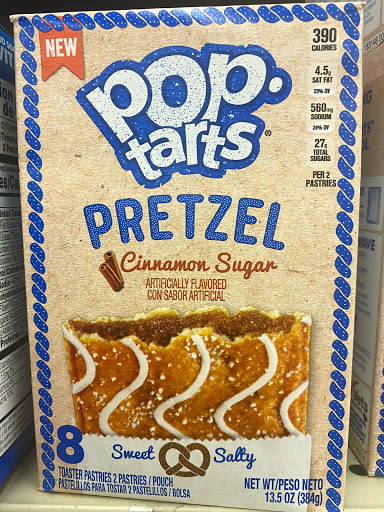 NEW
390
CALORIES
4.5g
SAT FAT
23% DV
560mg
SODIUM
24% DV
27g
TOTAL
SUGARS
PER 2
PASTRIES
pop.
tarts®
PRETZEL
Cinnamon Sugar
ARTIFICIALLY FLAVORED
CON SABOR ARTIFICIAL
8
Sweet Salty
TOASTER PASTRIES 2 PASTRIES / POUCH
PASTELILLOS PARA TOSTAR 2 PASTELILLOS / BOLSA
NET WT/PESO NETO
13.5 OZ (384g)